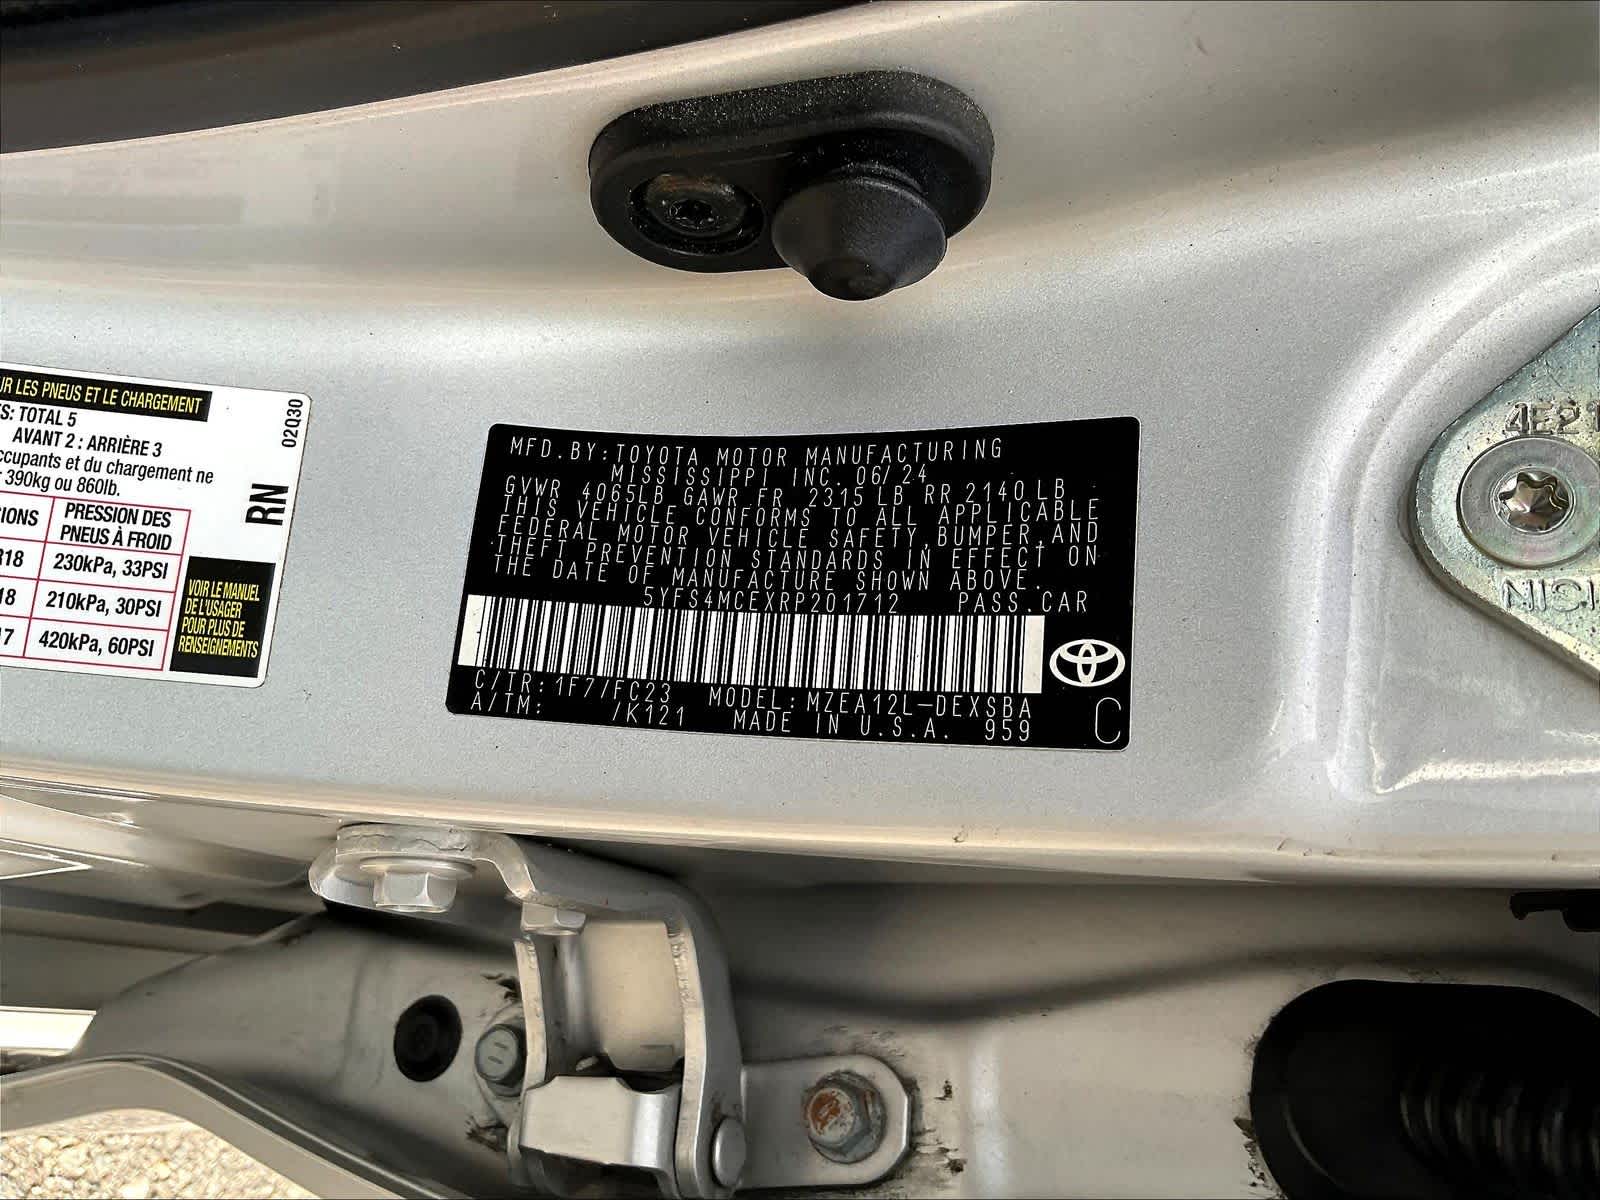 UR LES PNEUS ET LE CHARGEMENT
ES: TOTAL 5
AVANT 2 : ARRIÈRE 3
ccupants et du chargement ne
r 390kg ou 860lb.
IONS PRESSION DES
PNEUS À FROID
R18 230kPa, 33PSI
18 210kPa, 30PSI
17 420kPa, 60PSI
02Q30
RN
VOIR LE MANUEL
DE L'USAGER
POUR PLUS DE
RENSEIGNEMENTS
MFD.BY:TOYOTA MOTOR MANUFACTURING
MISSISSIPPI INC. 06/24
GVWR 4065LB GAWR FR 2315 LB RR 2140 LB
THIS VEHICLE CONFORMS TO ALL APPLICABLE
FEDERAL MOTOR VEHICLE SAFETY,BUMPER,AND
THEFT PREVENTION STANDARDS IN EFFECT ON
THE DATE OF MANUFACTURE SHOWN ABOVE.
5YFS4MCEXRP201712 PASS.CAR
C/TR:1F7/FC23 MODEL:MZEA12L-DEXSBA
A/TM: /K121 MADE IN U.S.A. 959
C
4E21